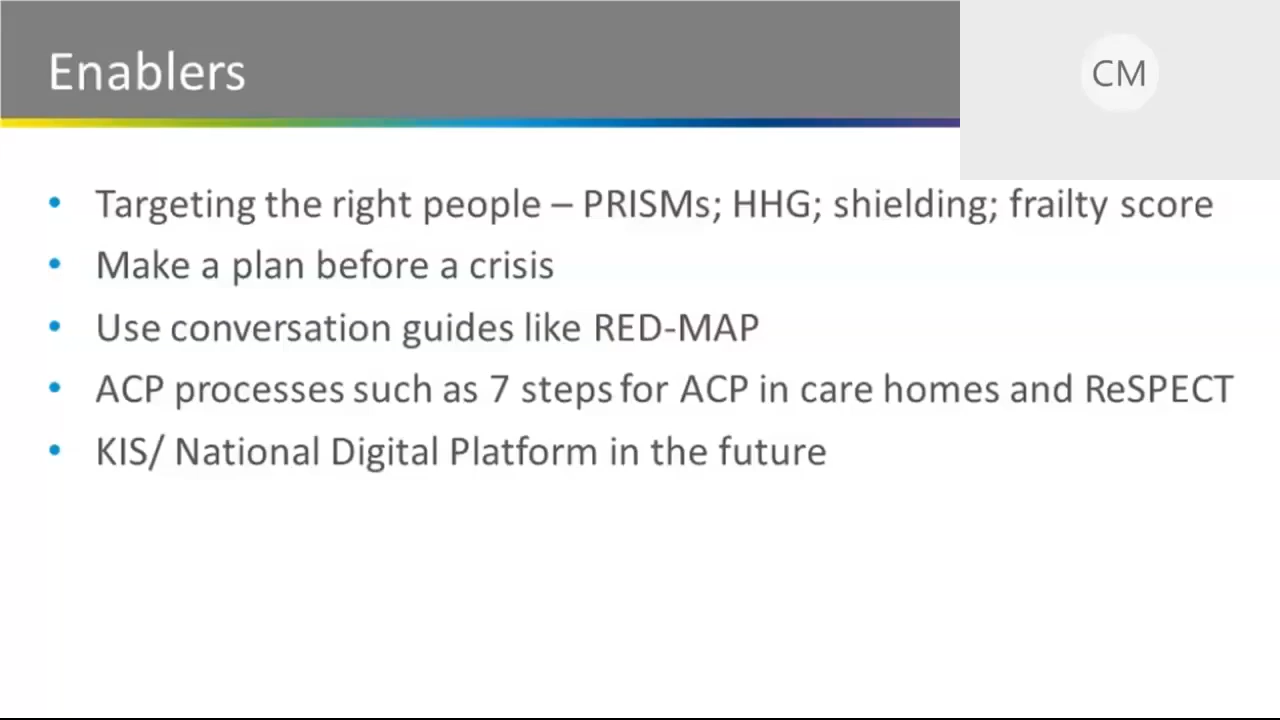 Enablers
CM
• Targeting the right people – PRISMs; HHG; shielding; frailty score
• Make a plan before a crisis
• Use conversation guides like RED-MAP
• ACP processes such as 7 steps for ACP in care homes and ReSPECT
• KIS/ National Digital Platform in the future